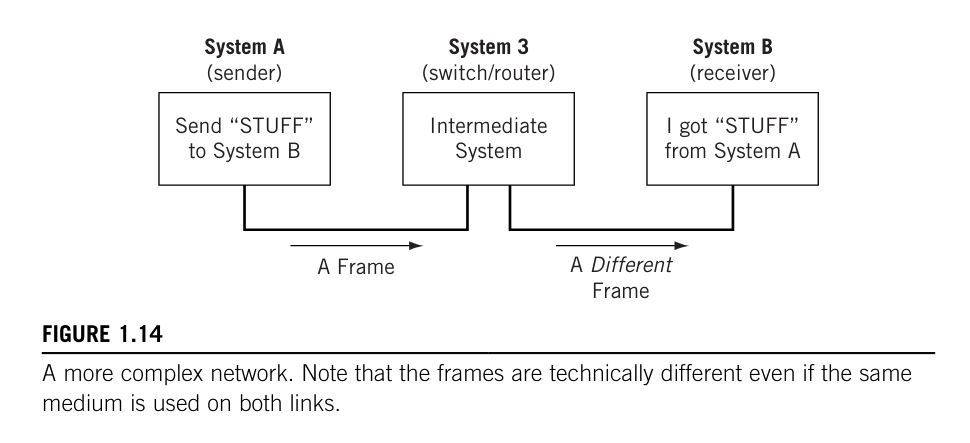 System A
(sender)
System 3
(switch/router)
System B
(receiver)
Send “STUFF”
to System B
Intermediate
System
I got “STUFF”
from System A
A Frame
A Different
Frame
FIGURE 1.14
A more complex network. Note that the frames are technically different even if the same
medium is used on both links.